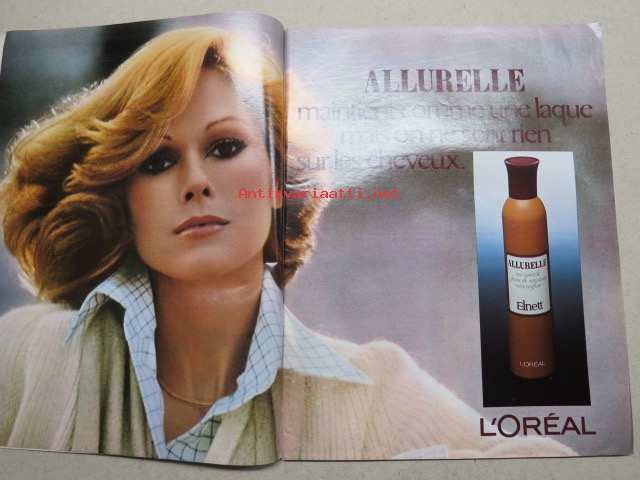 ALLURELLE
maintient comme une laque
mais on ne sent rien
sur les cheveux.
Antikvariaatti.net
ALLURELLE
Elnett
L'ORÉAL
L'ORÉAL